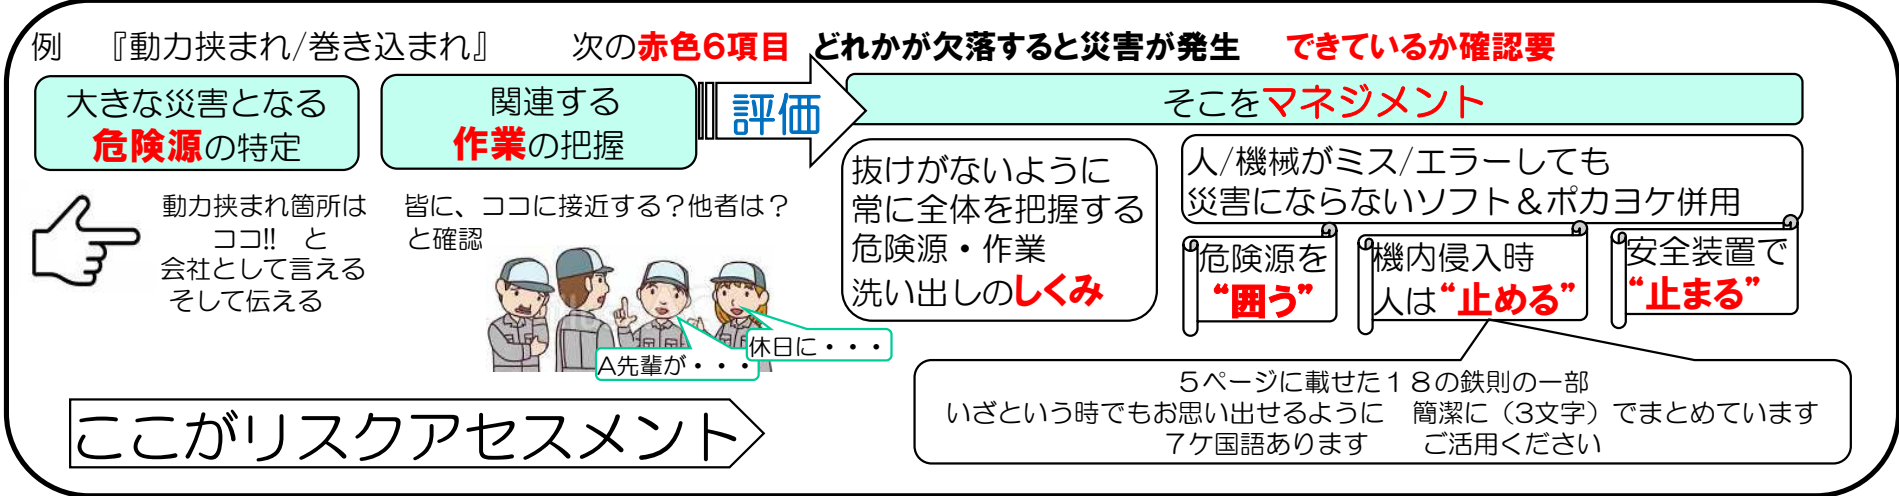 例 『動力挟まれ/巻き込まれ』 次の赤色6項目 どれかが欠落すると災害が発生 できているか確認要
大きな災害となる
危険源の特定
関連する
作業の把握
評価
そこをマネジメント
動力挟まれ箇所は
ココ!! と
会社として言える
そして伝える
皆に、ココに接近する？他者は？
と確認
A先輩が・・・
休日に・・・
抜けがないように
常に全体を把握する
危険源・作業
洗い出しのしくみ
人/機械がミス/エラーしても
災害にならないソフト＆ポカヨケ併用
危険源を
“囲う”
機内侵入時
人は“止める”
安全装置で
“止まる”
５ページに載せた１８の鉄則の一部
いざという時でもお思い出せるように 簡潔に（3文字）でまとめています
７ケ国語あります ご活用ください
ここがリスクアセスメント